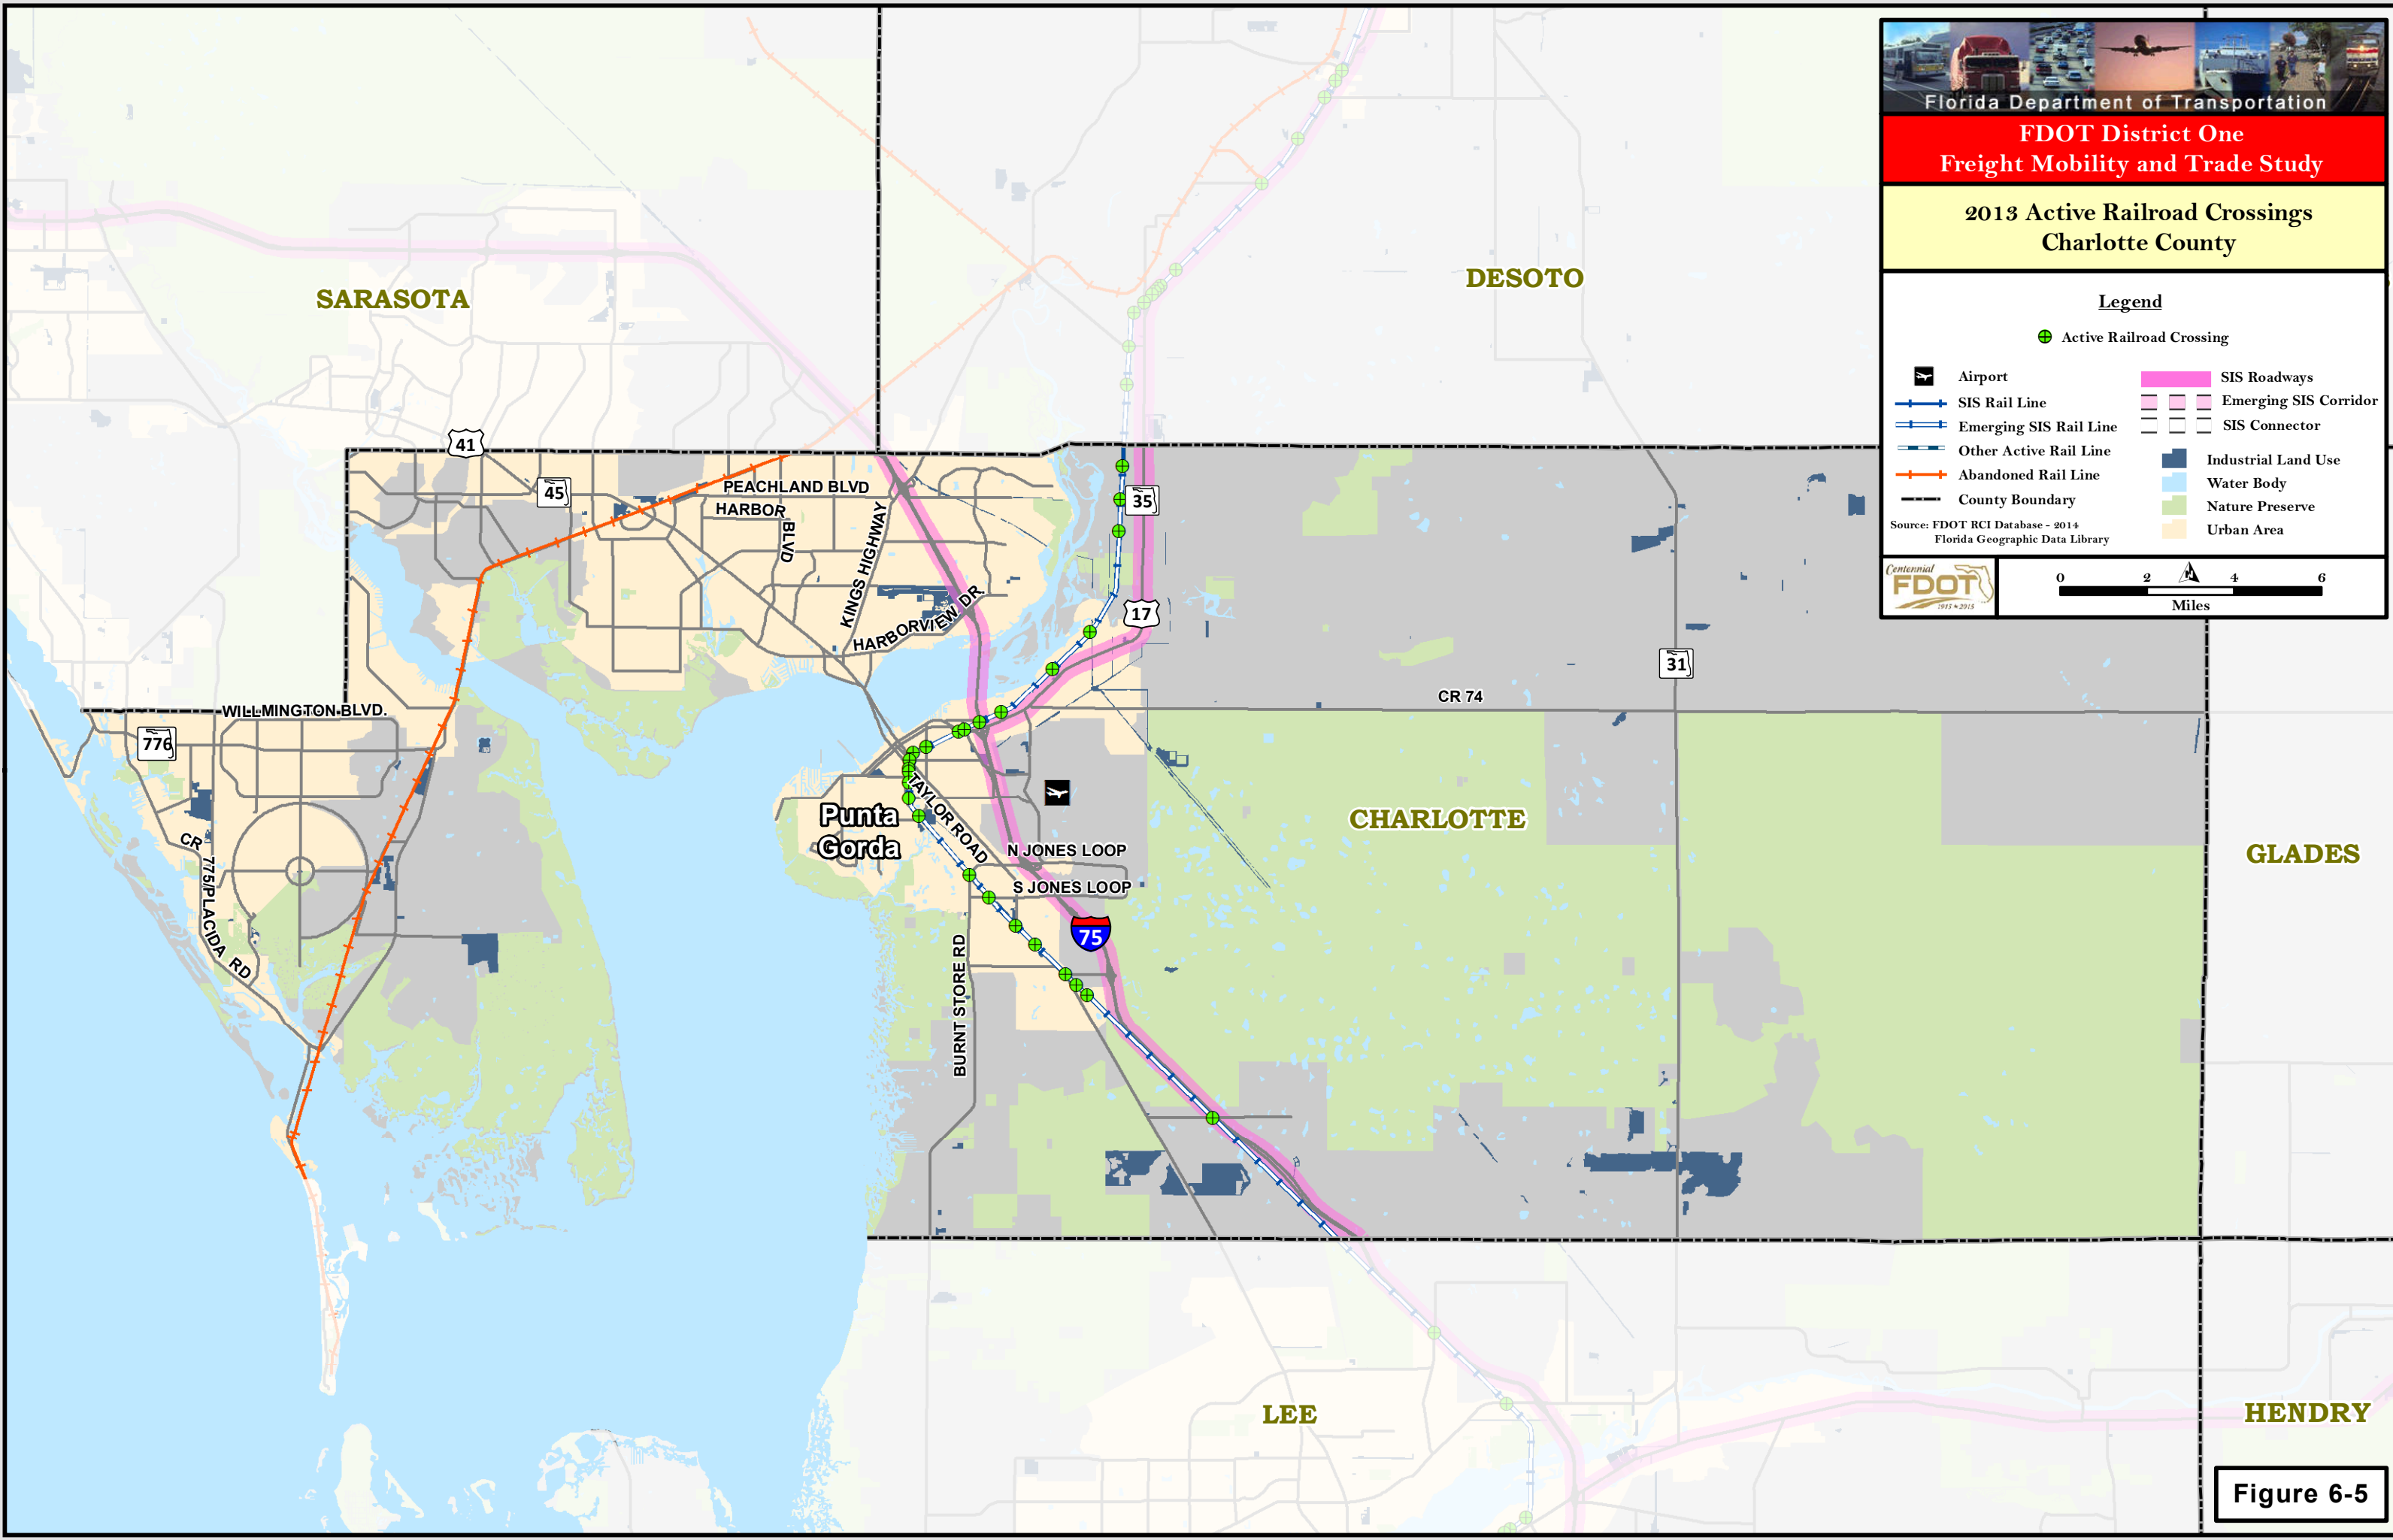 Florida Department of Transportation
FDOT District One
Freight Mobility and Trade Study
2013 Active Railroad Crossings
Charlotte County
Legend
Active Railroad Crossing
Airport
SIS Rail Line
Emerging SIS Rail Line
Other Active Rail Line
Abandoned Rail Line
County Boundary
SIS Roadways
Emerging SIS Corridor
SIS Connector
Industrial Land Use
Water Body
Nature Preserve
Urban Area
Source: FDOT RCI Database - 2014
Florida Geographic Data Library
Centennial
FDOT
1915 2015
N
0 2 4 6
Miles
SARASOTA
DESOTO
41
45
PEACHLAND BLVD
HARBOR
BLVD
KINGS HIGHWAY
HARBORVIEW DR.
35
17
31
CR 74
WILLMINGTON BLVD.
776
CR 775/PLACIDA RD
Punta
Gorda
TAYLOR ROAD
N JONES LOOP
S JONES LOOP
75
BURNT STORE RD
CHARLOTTE
GLADES
LEE
HENDRY
Figure 6-5